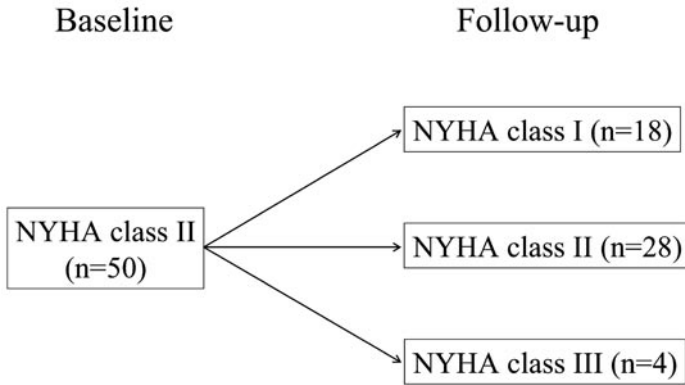 Baseline
Follow-up
NYHA class I (n=18)
NYHA class II
(n=50)
NYHA class II (n=28)
NYHA class III (n=4)